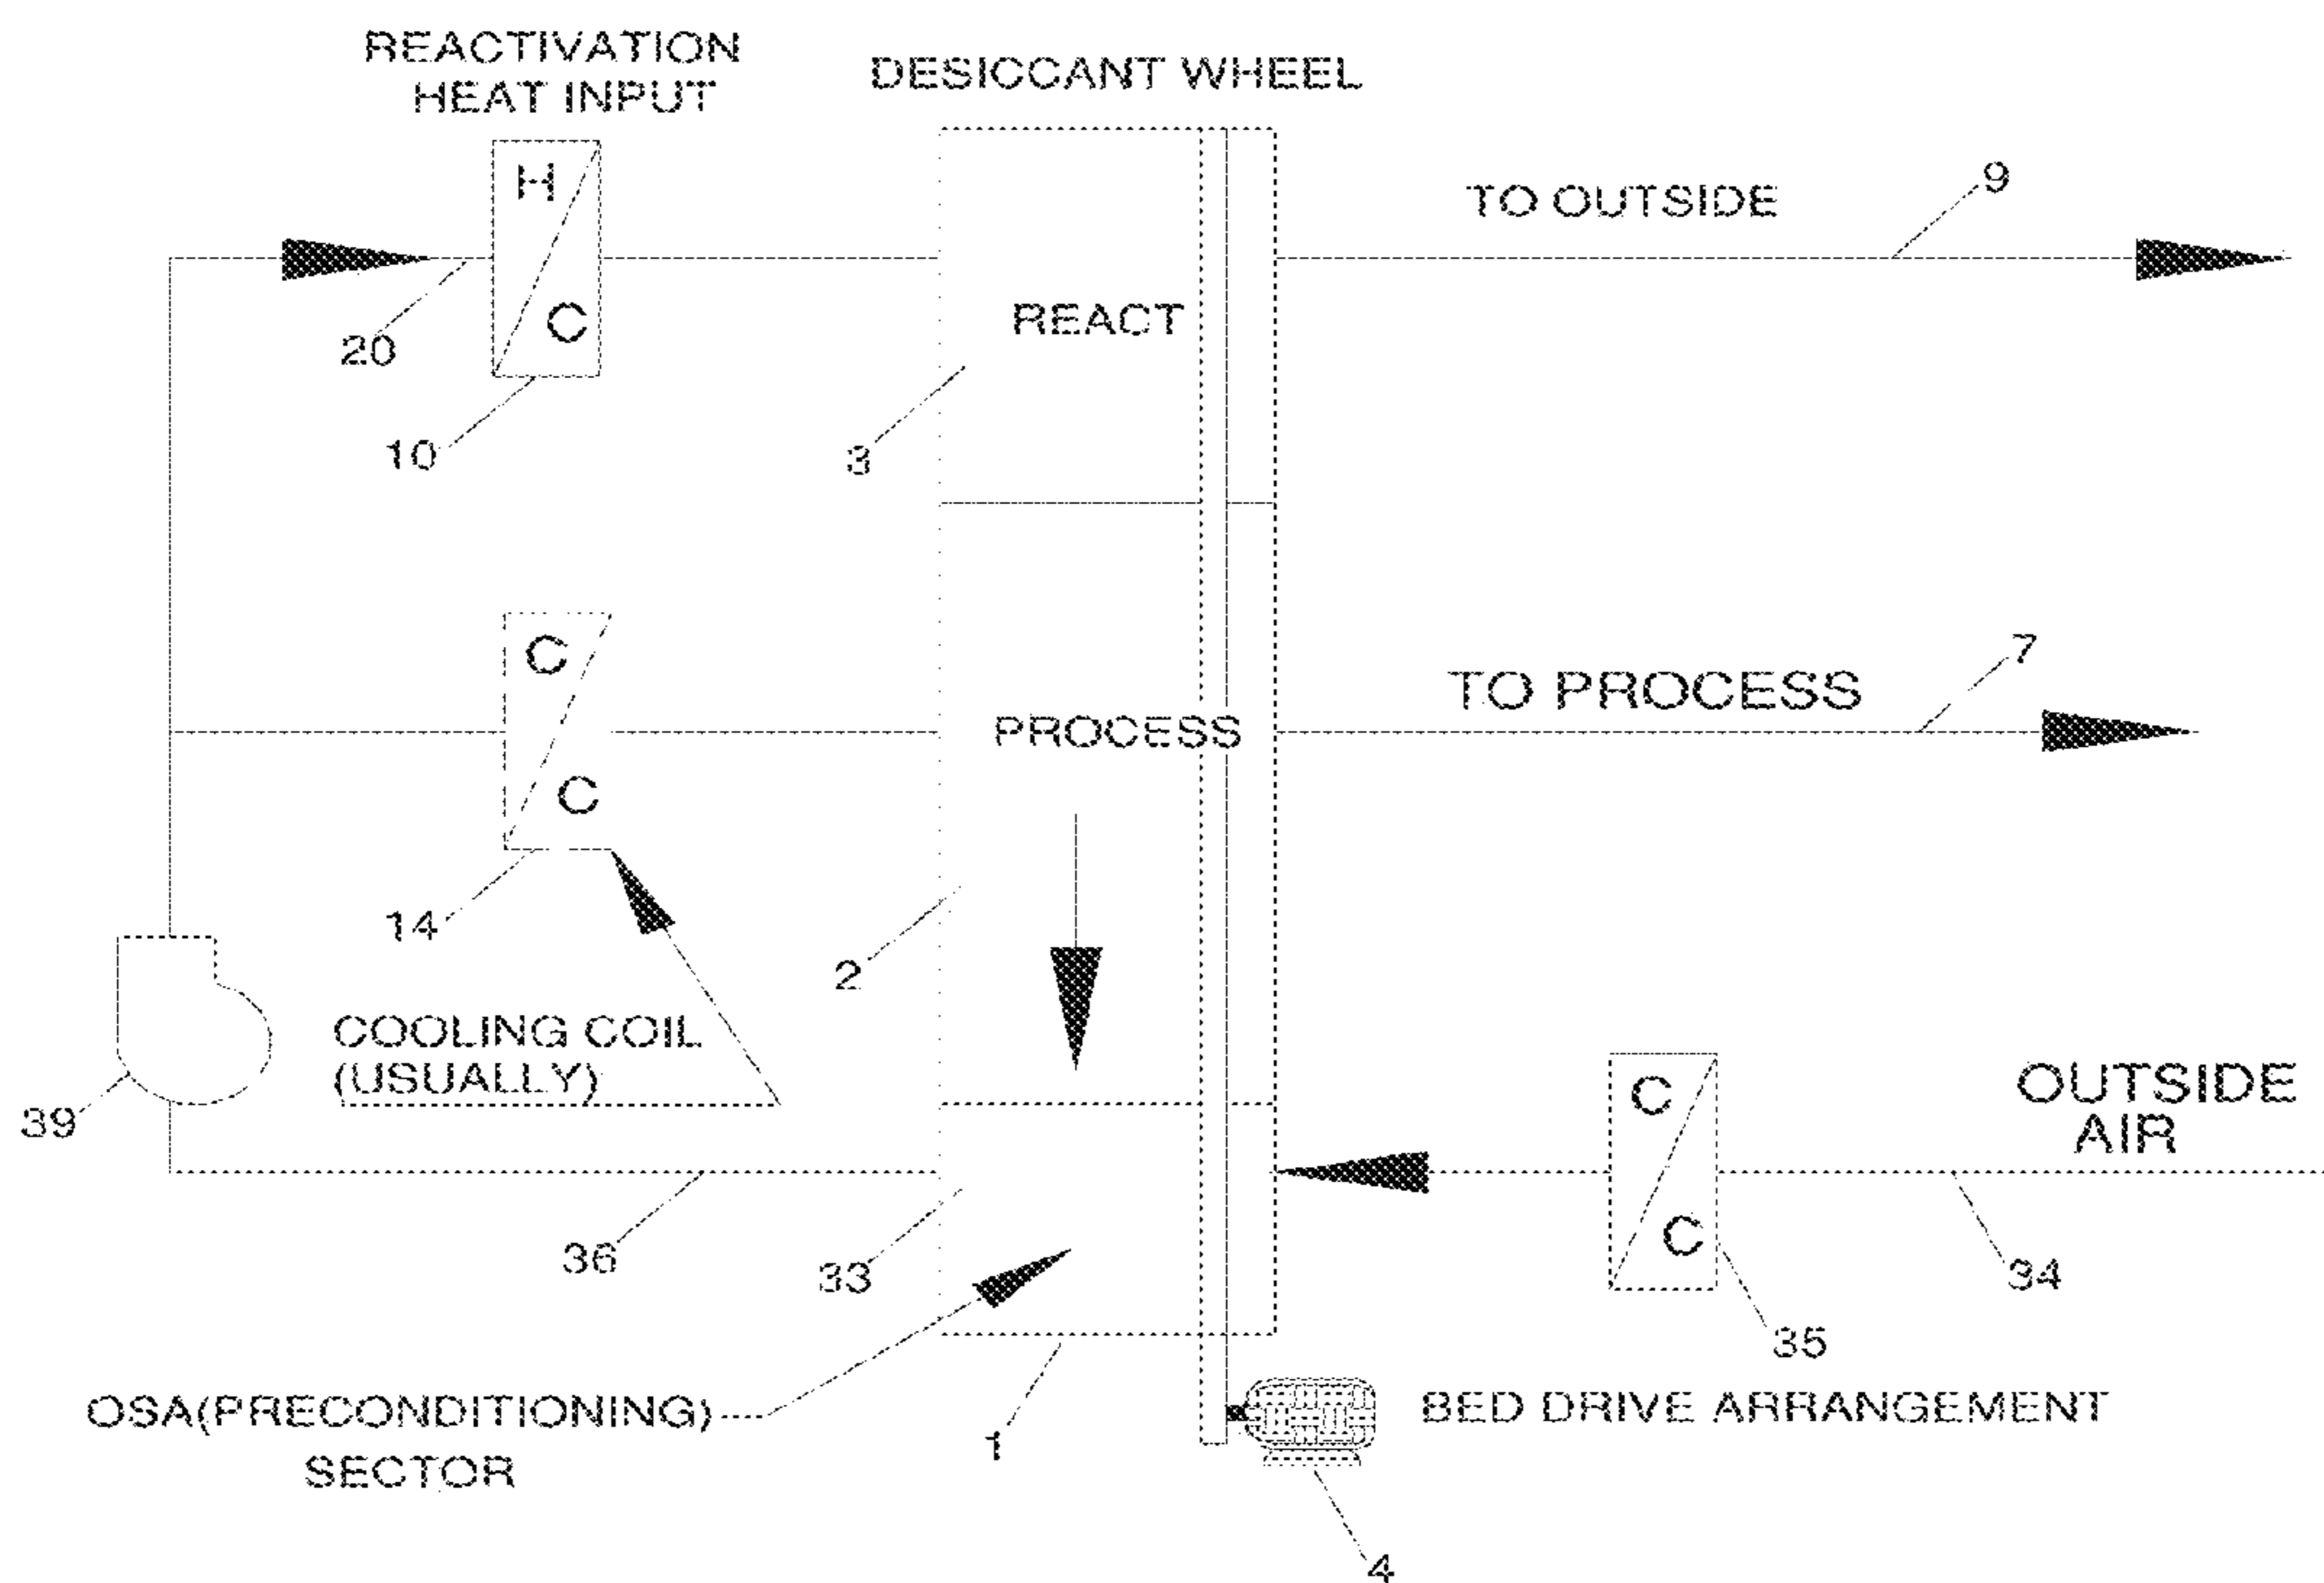 REACTIVATION
HEAT INPUT
DESICCANT WHEEL
H
C
TO OUTSIDE
9
20
REACT
10
3
C
C
TO PROCESS
7
PROCESS
14
2
COOLING COIL
(USUALLY)
39
C
C
OUTSIDE
AIR
36
33
34
35
OSA(PRECONDITIONING)
SECTOR
1
BED DRIVE ARRANGEMENT
4